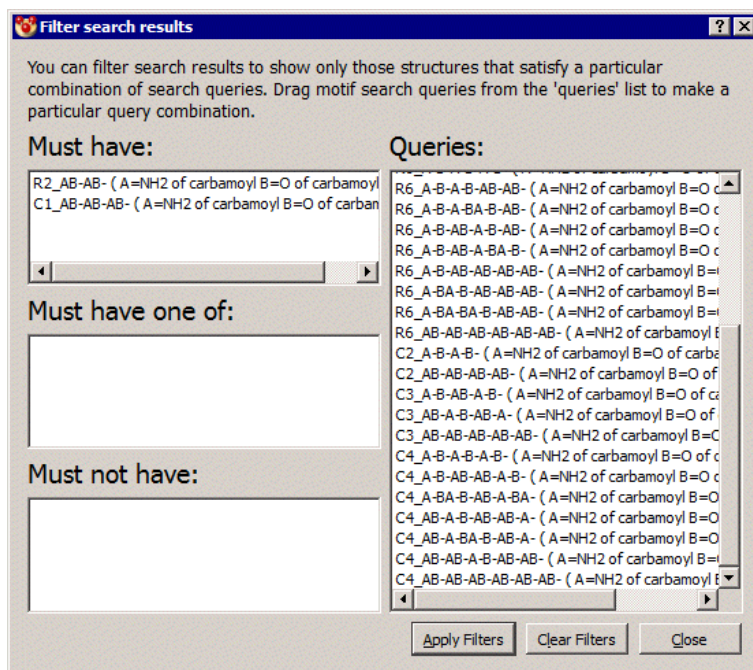 Filter search results
You can filter search results to show only those structures that satisfy a particular
combination of search queries. Drag motif search queries from the 'queries' list to make a
particular query combination.
Must have:
R2_AB-AB- ( A=NH2 of carbamoyl B=O of carbamoyl
C1_AB-AB-AB- ( A=NH2 of carbamoyl B=O of carban
Must have one of:
Must not have:
Queries:
R6_A-B-A-B-AB-AB- ( A=NH2 of carbamoyl B=O c
R6_A-B-A-BA-B-AB- ( A=NH2 of carbamoyl B=O c
R6_A-B-AB-A-B-AB- ( A=NH2 of carbamoyl B=O c
R6_A-B-AB-A-BA-B- ( A=NH2 of carbamoyl B=O c
R6_A-B-AB-AB-AB-AB- ( A=NH2 of carbamoyl B=
R6_A-BA-B-AB-AB-AB- ( A=NH2 of carbamoyl B=
R6_A-BA-BA-B-AB-AB- ( A=NH2 of carbamoyl B=
R6_AB-AB-AB-AB-AB-AB- ( A=NH2 of carbamoyl
C2_A-B-A-B- ( A=NH2 of carbamoyl B=O of carba
C2_AB-AB-AB-AB- ( A=NH2 of carbamoyl B=O of
C3_A-B-AB-A-B- ( A=NH2 of carbamoyl B=O of ca
C3_AB-A-B-AB-A- ( A=NH2 of carbamoyl B=O of
C3_AB-AB-AB-AB-AB- ( A=NH2 of carbamoyl B=O
C4_A-B-A-B-A-B- ( A=NH2 of carbamoyl B=O of c
C4_A-B-AB-AB-A-B- ( A=NH2 of carbamoyl B=O o
C4_A-BA-B-AB-A-BA- ( A=NH2 of carbamoyl B=O
C4_AB-A-B-AB-AB-A- ( A=NH2 of carbamoyl B=O
C4_AB-A-BA-B-AB-A- ( A=NH2 of carbamoyl B=O
C4_AB-AB-A-B-AB-AB- ( A=NH2 of carbamoyl B=
C4_AB-AB-AB-AB-AB-AB- ( A=NH2 of carbamoyl
Apply Filters
Clear Filters
Close